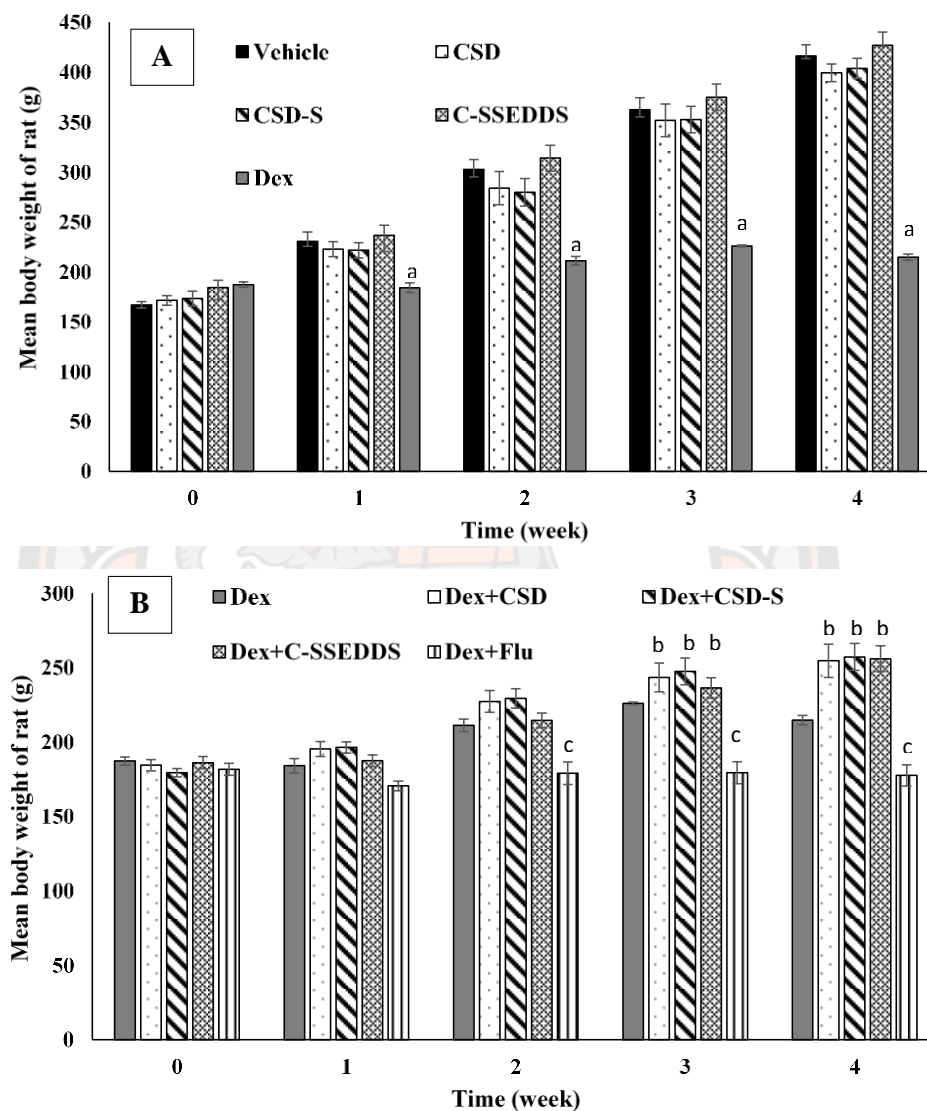 A
Vehicle
CSD
CSD-S
C-SSEDDS
Dex
Mean body weight of rat (g)
450
400
350
300
250
200
150
100
50
0
a
a
a
a
0 1 2 3 4
Time (week)
B
Dex
Dex+CSD
Dex+CSD-S
Dex+C-SSEDDS
Dex+Flu
Mean body weight of rat (g)
300
250
200
150
100
50
0
c
b b b
c
b b b
c
0 1 2 3 4
Time (week)